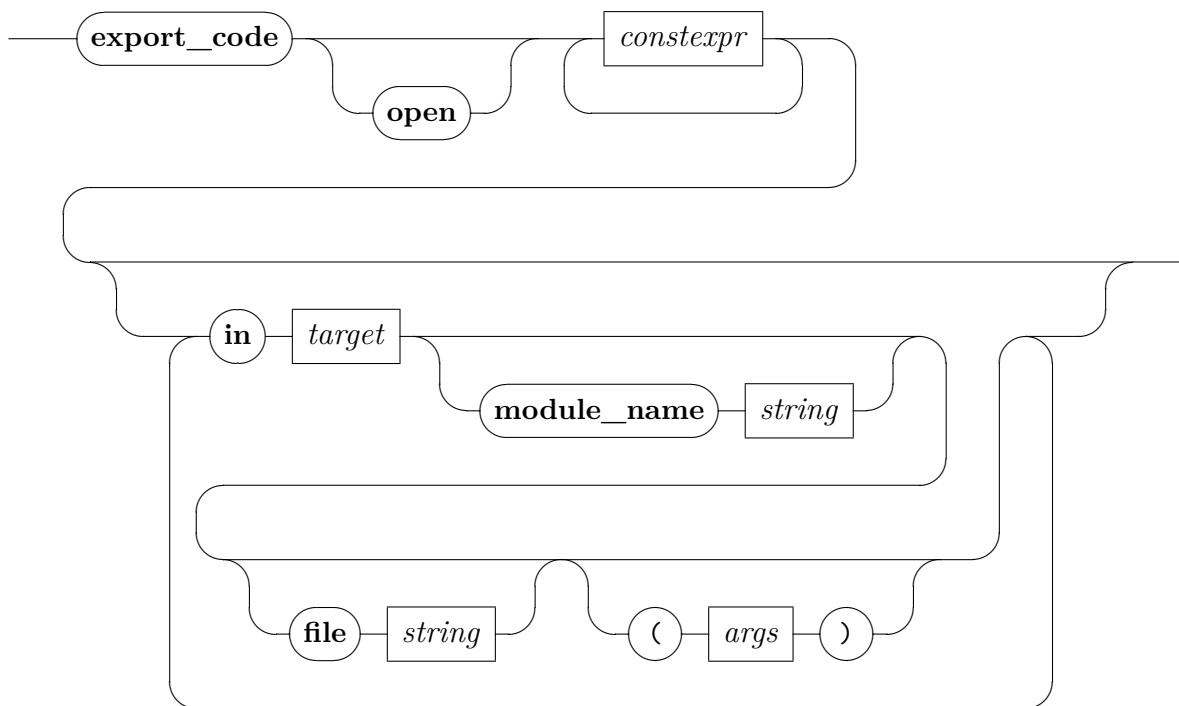 export_code constexpr
open
in target
module_name string
file string ( args )